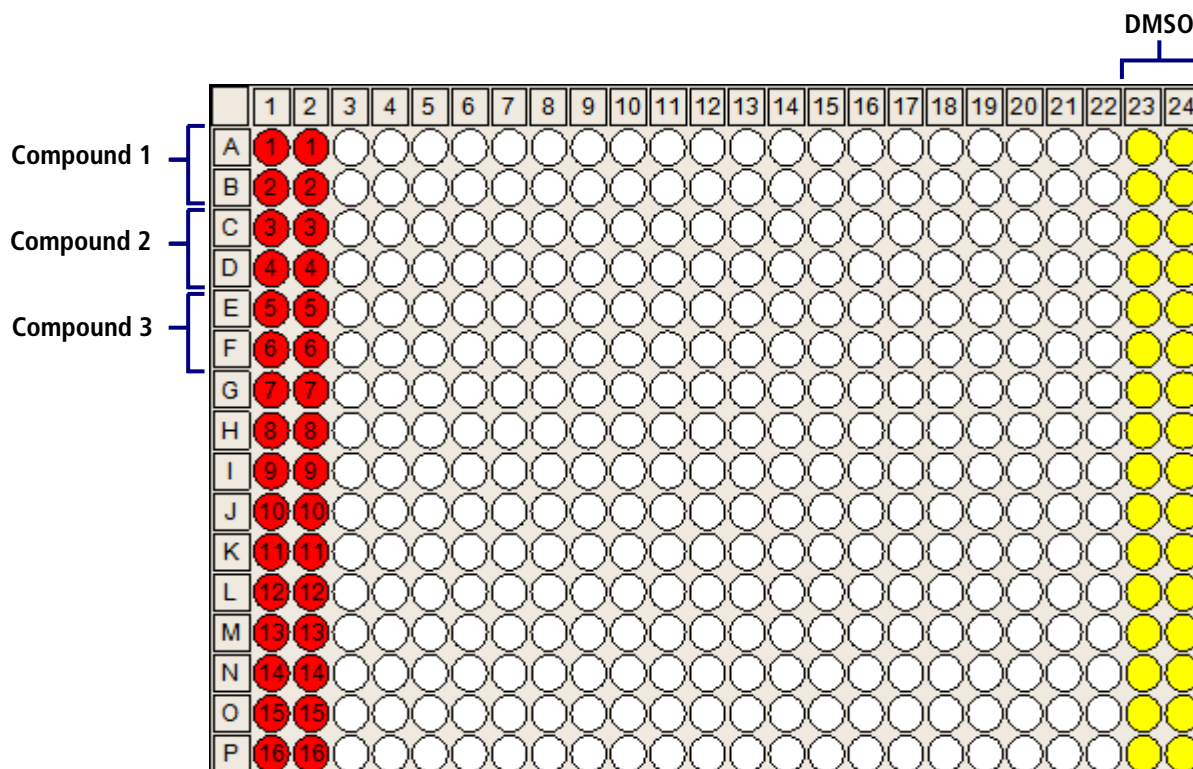 DMSO
1 2 3 4 5 6 7 8 9 10 11 12 13 14 15 16 17 18 19 20 21 22 23 24
Compound 1
A 1 1
B 2 2
Compound 2
C 3 3
D 4 4
Compound 3
E 5 5
F 6 6
G 7 7
H 8 8
I 9 9
J 10 10
K 11 11
L 12 12
M 13 13
N 14 14
O 15 15
P 16 16